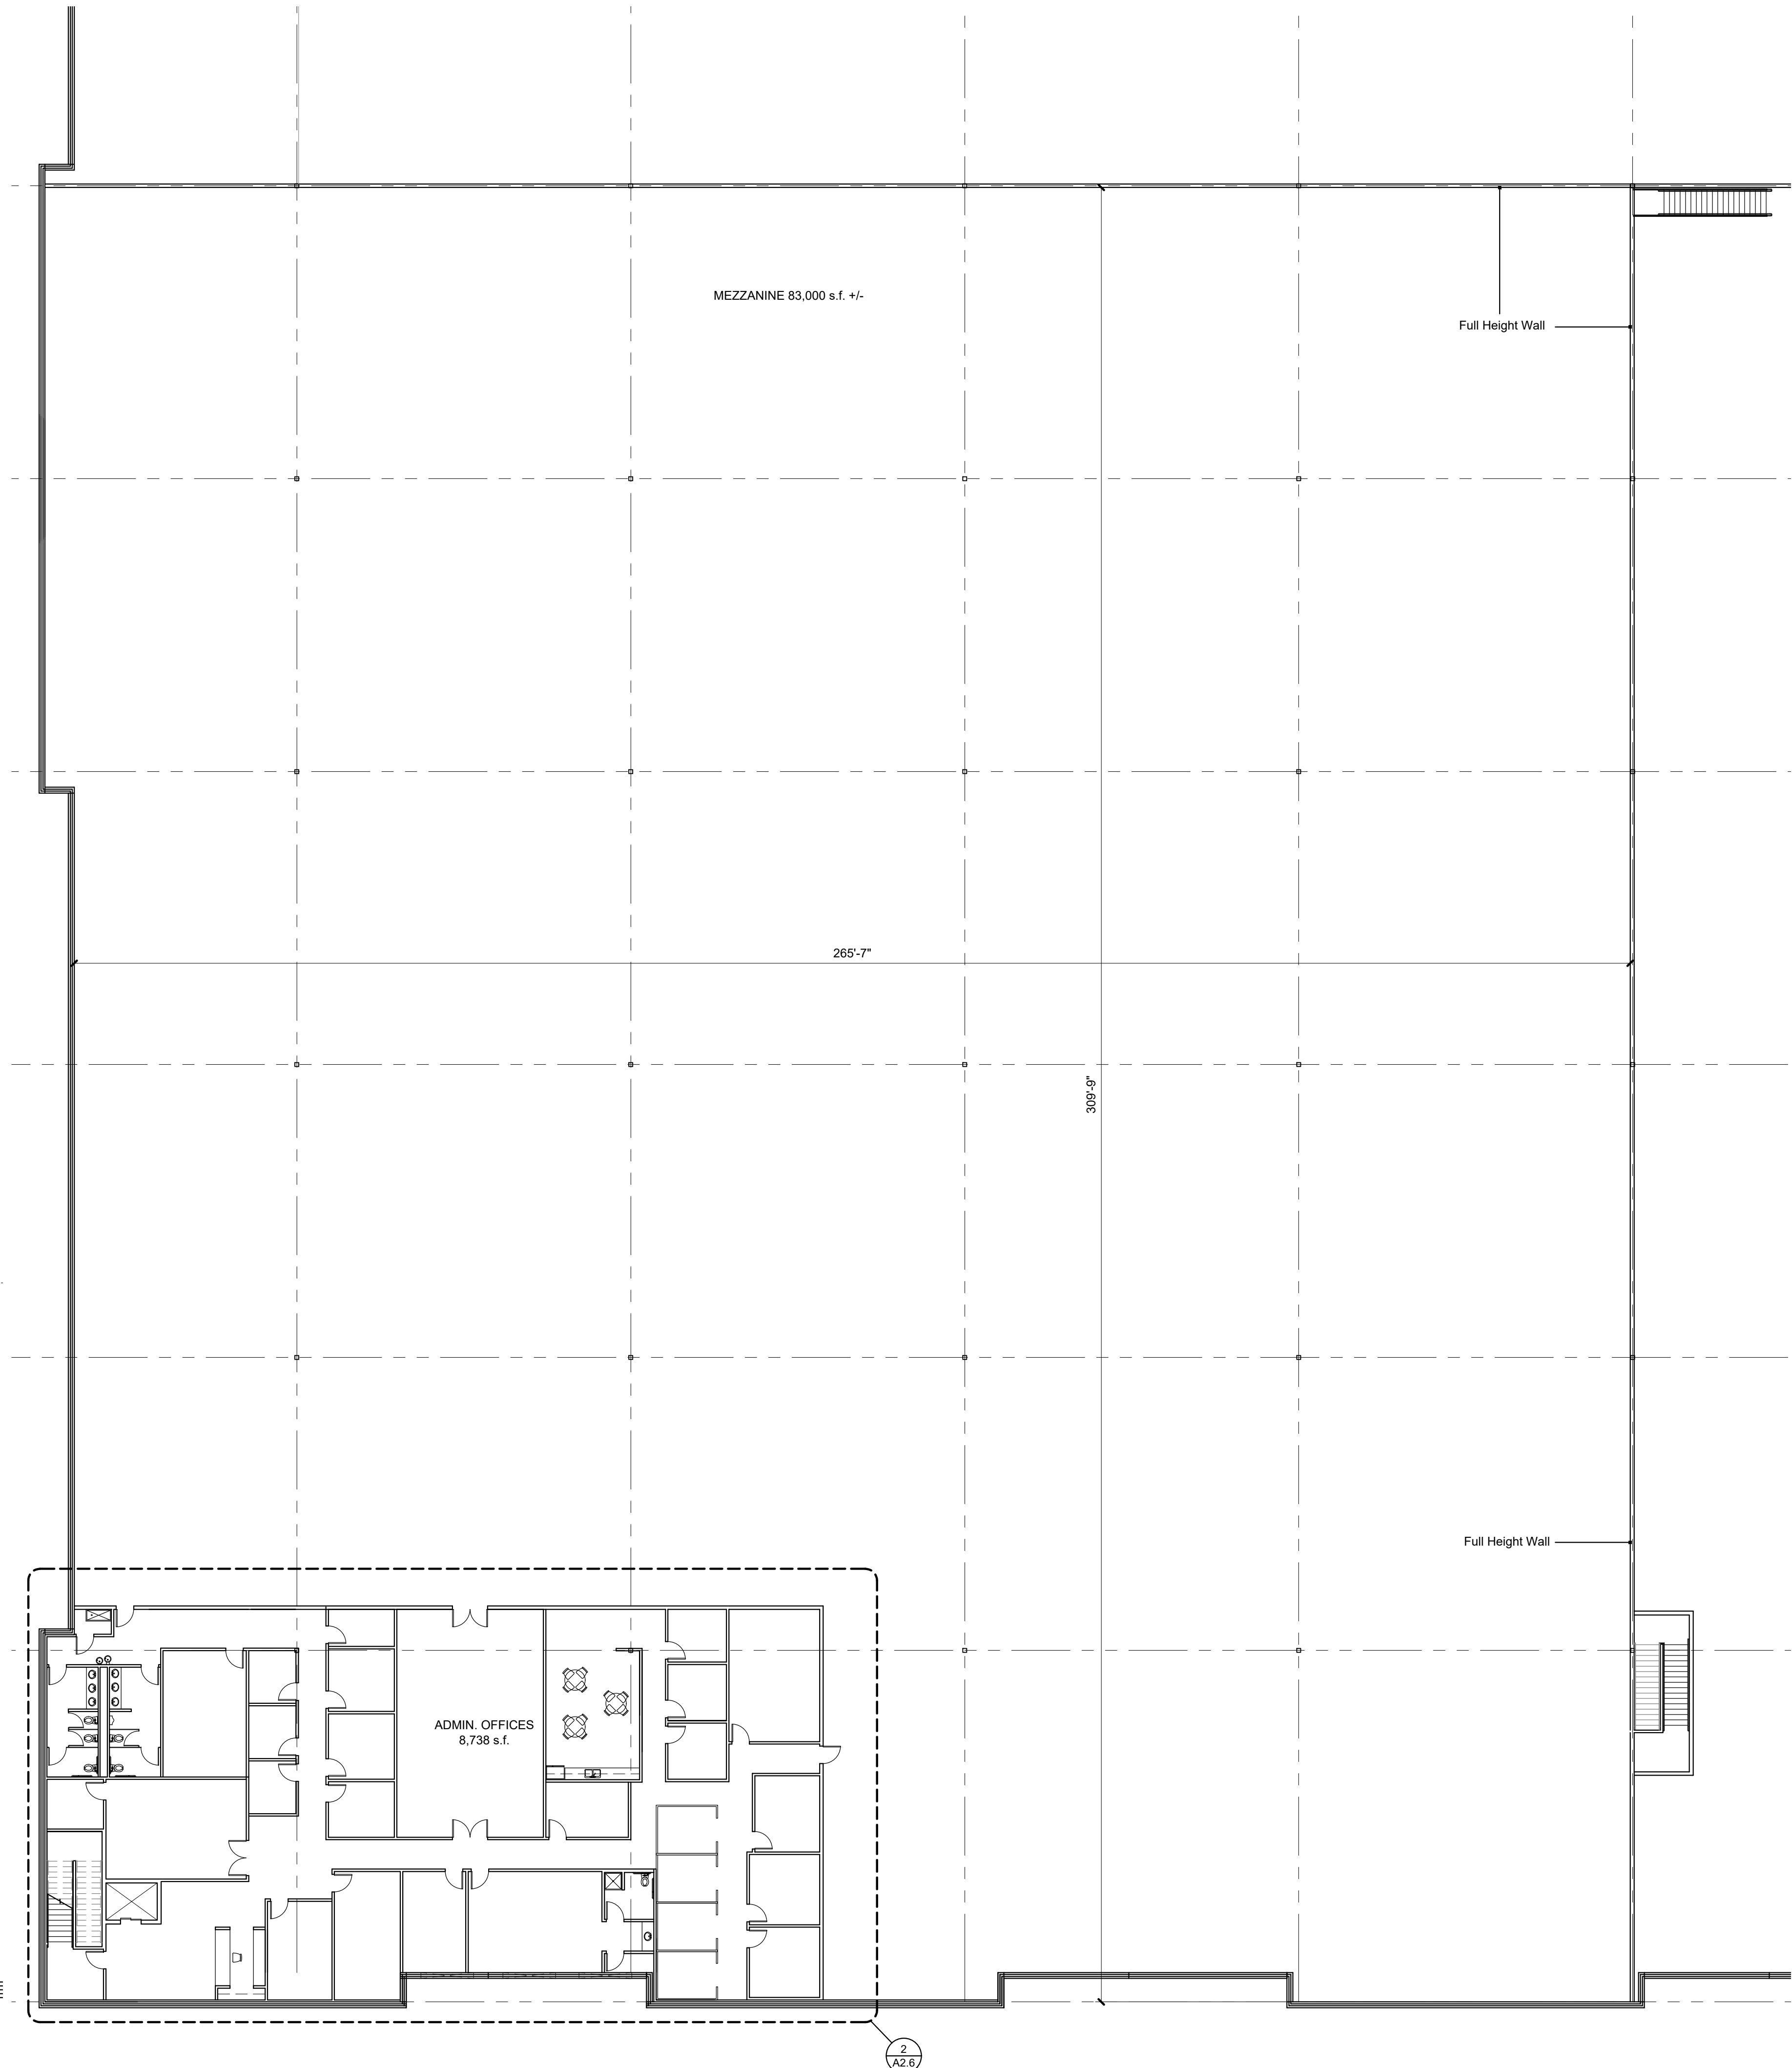 MEZZANINE 83,000 s.f. +/-
Full Height Wall
265'-7"
309'-9"
Full Height Wall
ADMIN. OFFICES
8,738 s.f.
2
A2.6